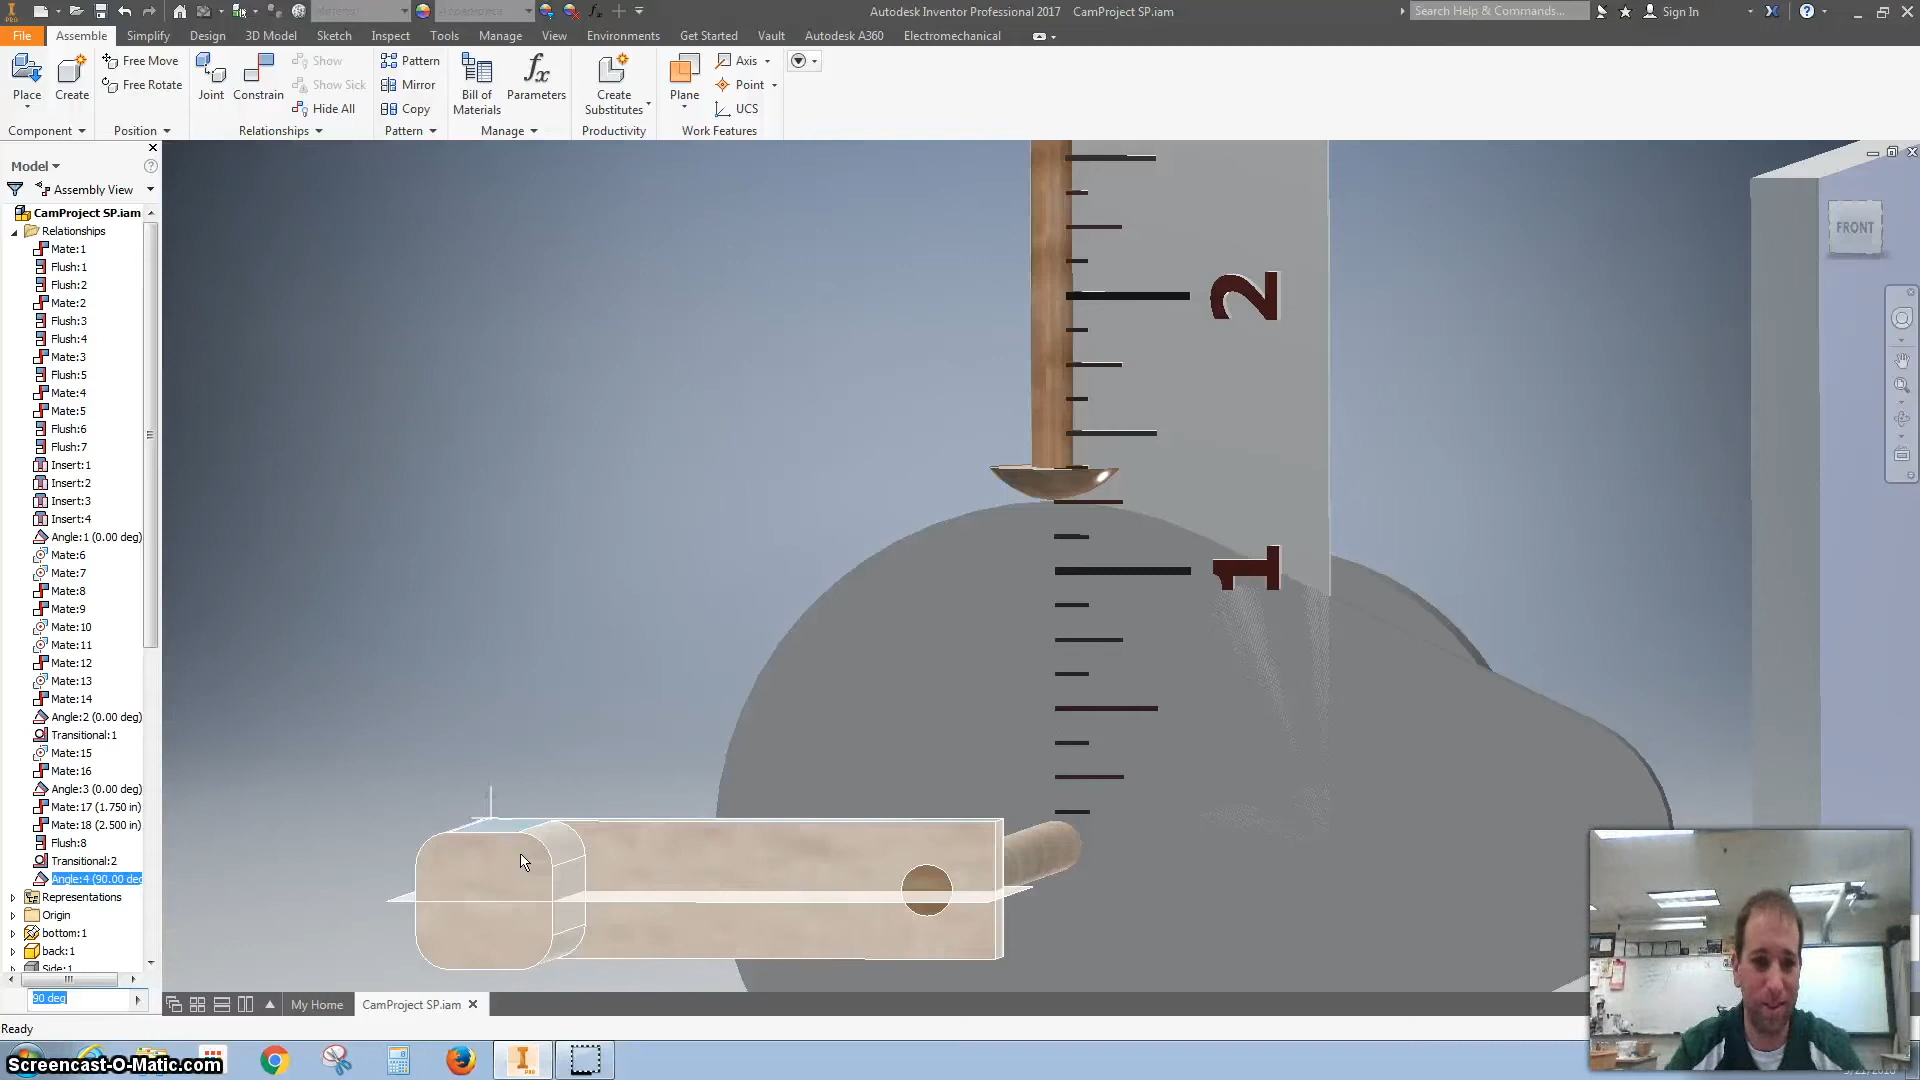 Autodesk Inventor Professional 2017 CamProject SP.iam
Search Help & Commands...
Sign In
PRO
File
Assemble
Simplify
Design
3D Model
Sketch
Inspect
Tools
Manage
View
Environments
Get Started
Vault
Autodesk A360
Electromechanical
Place
Create
Free Move
Free Rotate
Joint
Constrain
Show
Show Sick
Hide All
Pattern
Mirror
Copy
Bill of
Materials
Parameters
Create
Substitutes
Plane
Axis
Point
UCS
Component
Position
Relationships
Pattern
Manage
Productivity
Work Features
Model
Assembly View
CamProject SP.iam
Relationships
Mate:1
Flush:1
Flush:2
Mate:2
Flush:3
Flush:4
Mate:3
Flush:5
Mate:4
Mate:5
Flush:6
Flush:7
Insert:1
Insert:2
Insert:3
Insert:4
Angle:1 (0.00 deg)
Mate:6
Mate:7
Mate:8
Mate:9
Mate:10
Mate:11
Mate:12
Mate:13
Mate:14
Angle:2 (0.00 deg)
Transitional:1
Mate:15
Mate:16
Angle:3 (0.00 deg)
Mate:17 (1.750 in)
Mate:18 (2.500 in)
Flush:8
Transitional:2
Angle:4 (90.00 deg
Representations
Origin
bottom:1
back:1
Side:1
90 deg
FRONT
2
1
My Home
CamProject SP.iam
Ready
Screencast-O-Matic.com